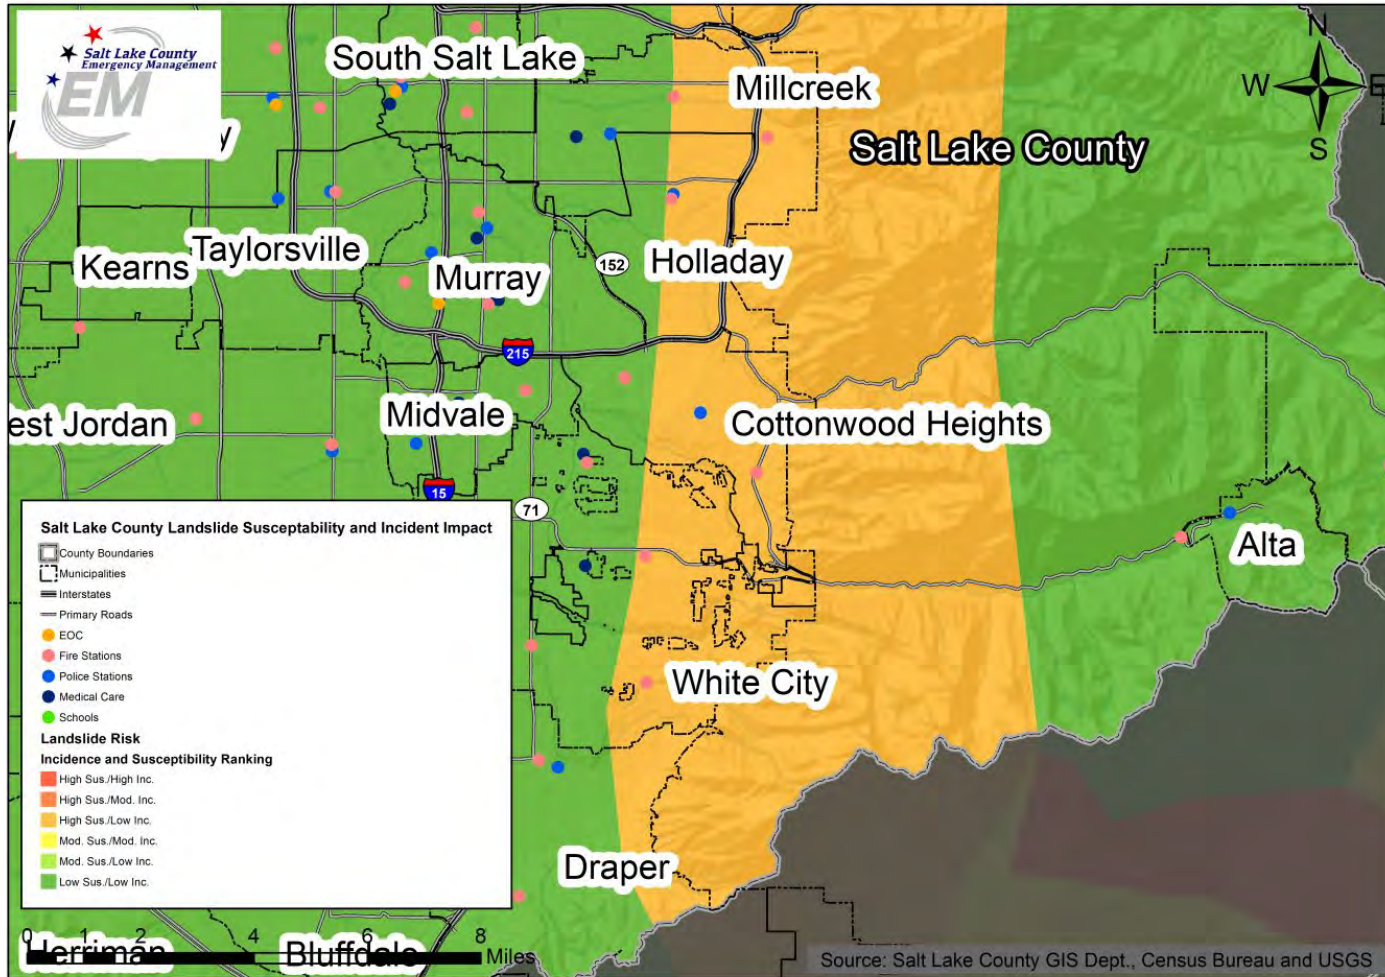 Salt Lake County
Emergency Management
EM
N
W
E
S
South Salt Lake
Millcreek
Salt Lake County
Kearns
Taylorsville
Murray
152
Holladay
215
est Jordan
Midvale
Cottonwood Heights
15
71
Alta
White City
Draper
Salt Lake County Landslide Susceptability and Incident Impact
County Boundaries
Municipalities
Interstates
Primary Roads
EOC
Fire Stations
Police Stations
Medical Care
Schools
Landslide Risk
Incidence and Susceptibility Ranking
High Sus./High Inc.
High Sus./Mod. Inc.
High Sus./Low Inc.
Mod. Sus./Mod. Inc.
Mod. Sus./Low Inc.
Low Sus./Low Inc.
0 1 2 4 6 8
Miles
Herriman
Bluffdale
Source: Salt Lake County GIS Dept., Census Bureau and USGS